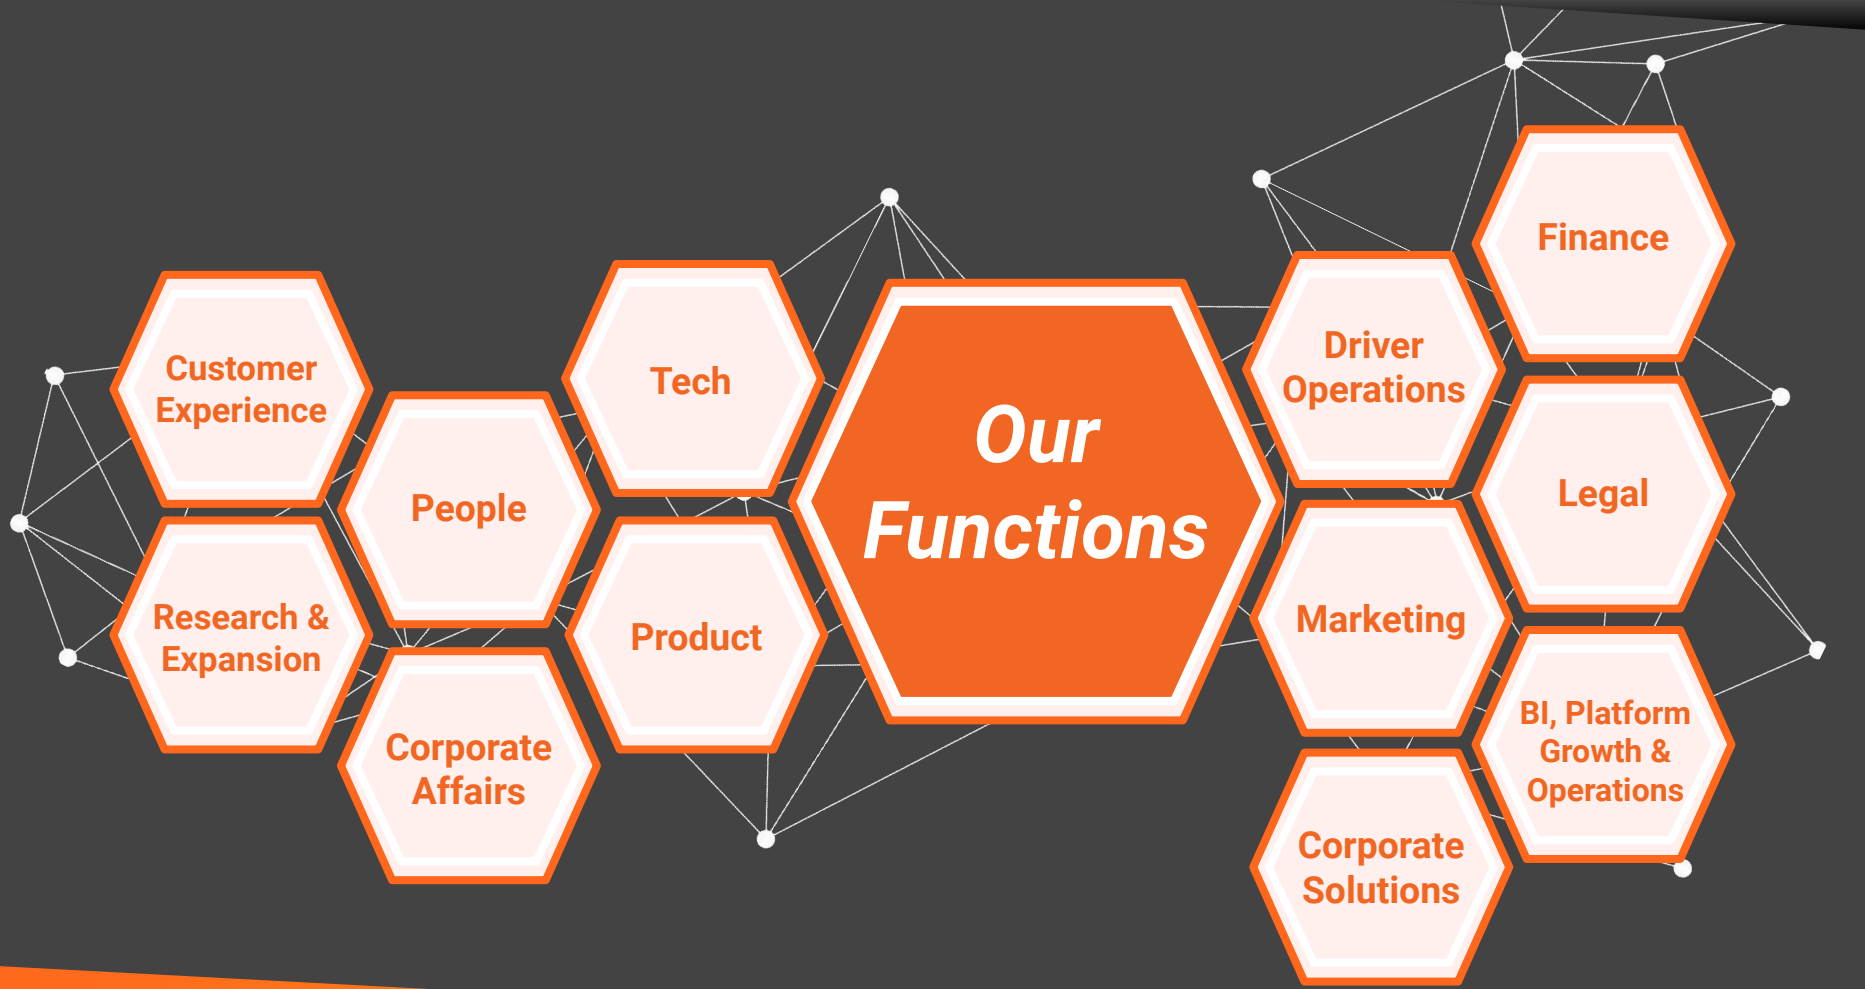 Our
Functions
Customer
Experience
People
Tech
Research &
Expansion
Corporate
Affairs
Product
Driver
Operations
Finance
Legal
Marketing
BI, Platform
Growth &
Operations
Corporate
Solutions